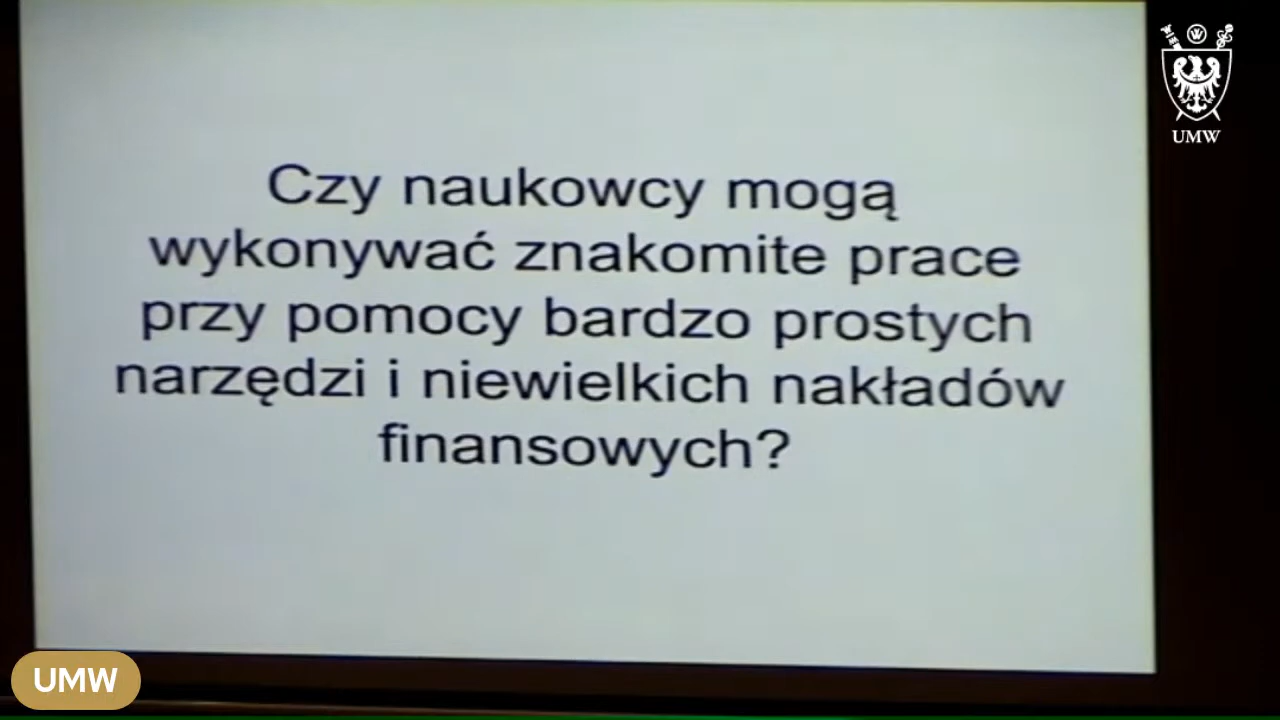 Czy naukowcy mogą
wykonywać znakomite prace
przy pomocy bardzo prostych
narzędzi i niewielkich nakładów
finansowych?
UMW
UMW